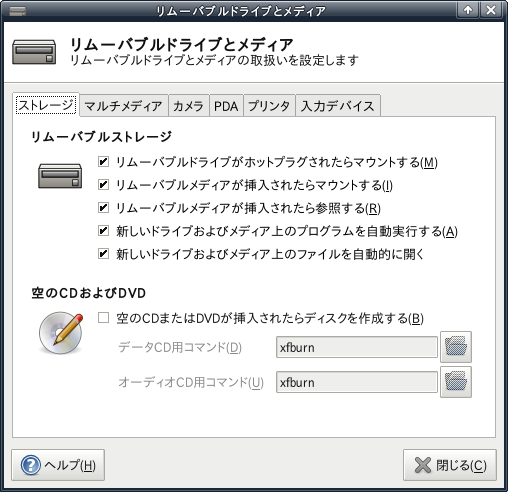 リムーバブルドライブとメディア
リムーバブルドライブとメディア
リムーバブルドライブとメディアの取扱いを設定します
ストレージ マルチメディア カメラ PDA プリンタ 入力デバイス
リムーバブルストレージ
リムーバブルドライブがホットプラグされたらマウントする(M)
リムーバブルメディアが挿入されたらマウントする(I)
リムーバブルメディアが挿入されたら参照する(R)
新しいドライブおよびメディア上のプログラムを自動実行する(A)
新しいドライブおよびメディア上のファイルを自動的に開く
空のCDおよびDVD
空のCDまたはDVDが挿入されたらディスクを作成する(B)
データCD用コマンド(D) xfburn
オーディオCD用コマンド(U) xfburn
ヘルプ(H) 閉じる(C)